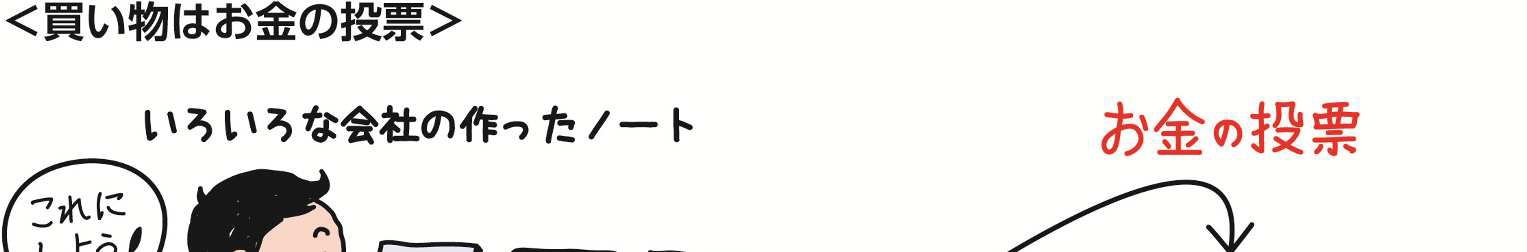 ＜買い物はお金の投票＞
いろいろな会社の作ったノート
お金の投票
これに
しよう！